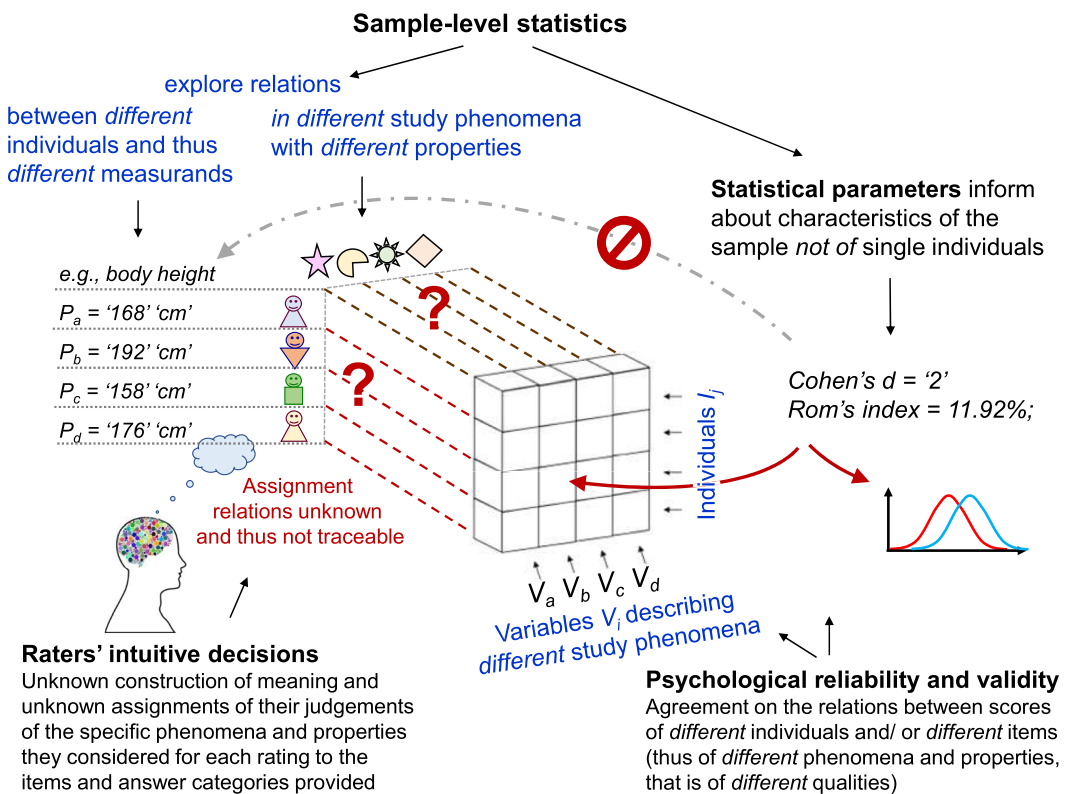 Sample-level statistics
explore relations
between different
individuals and thus
different measurands
in different study phenomena
with different properties
Statistical parameters inform
about characteristics of the
sample not of single individuals
e.g., body height
Pa = ‘168’ ‘cm’
Pb = ‘192’ ‘cm’
Pc = ‘158’ ‘cm’
Pd = ‘176’ ‘cm’
?
?
Cohen’s d = ‘2’
Rom’s index = 11.92%;
Individuals Ij
Assignment
relations unknown
and thus not traceable
Va Vb Vc Vd
Variables Vi describing
different study phenomena
Raters’ intuitive decisions
Unknown construction of meaning and
unknown assignments of their judgements
of the specific phenomena and properties
they considered for each rating to the
items and answer categories provided
Psychological reliability and validity
Agreement on the relations between scores
of different individuals and/ or different items
(thus of different phenomena and properties,
that is of different qualities)